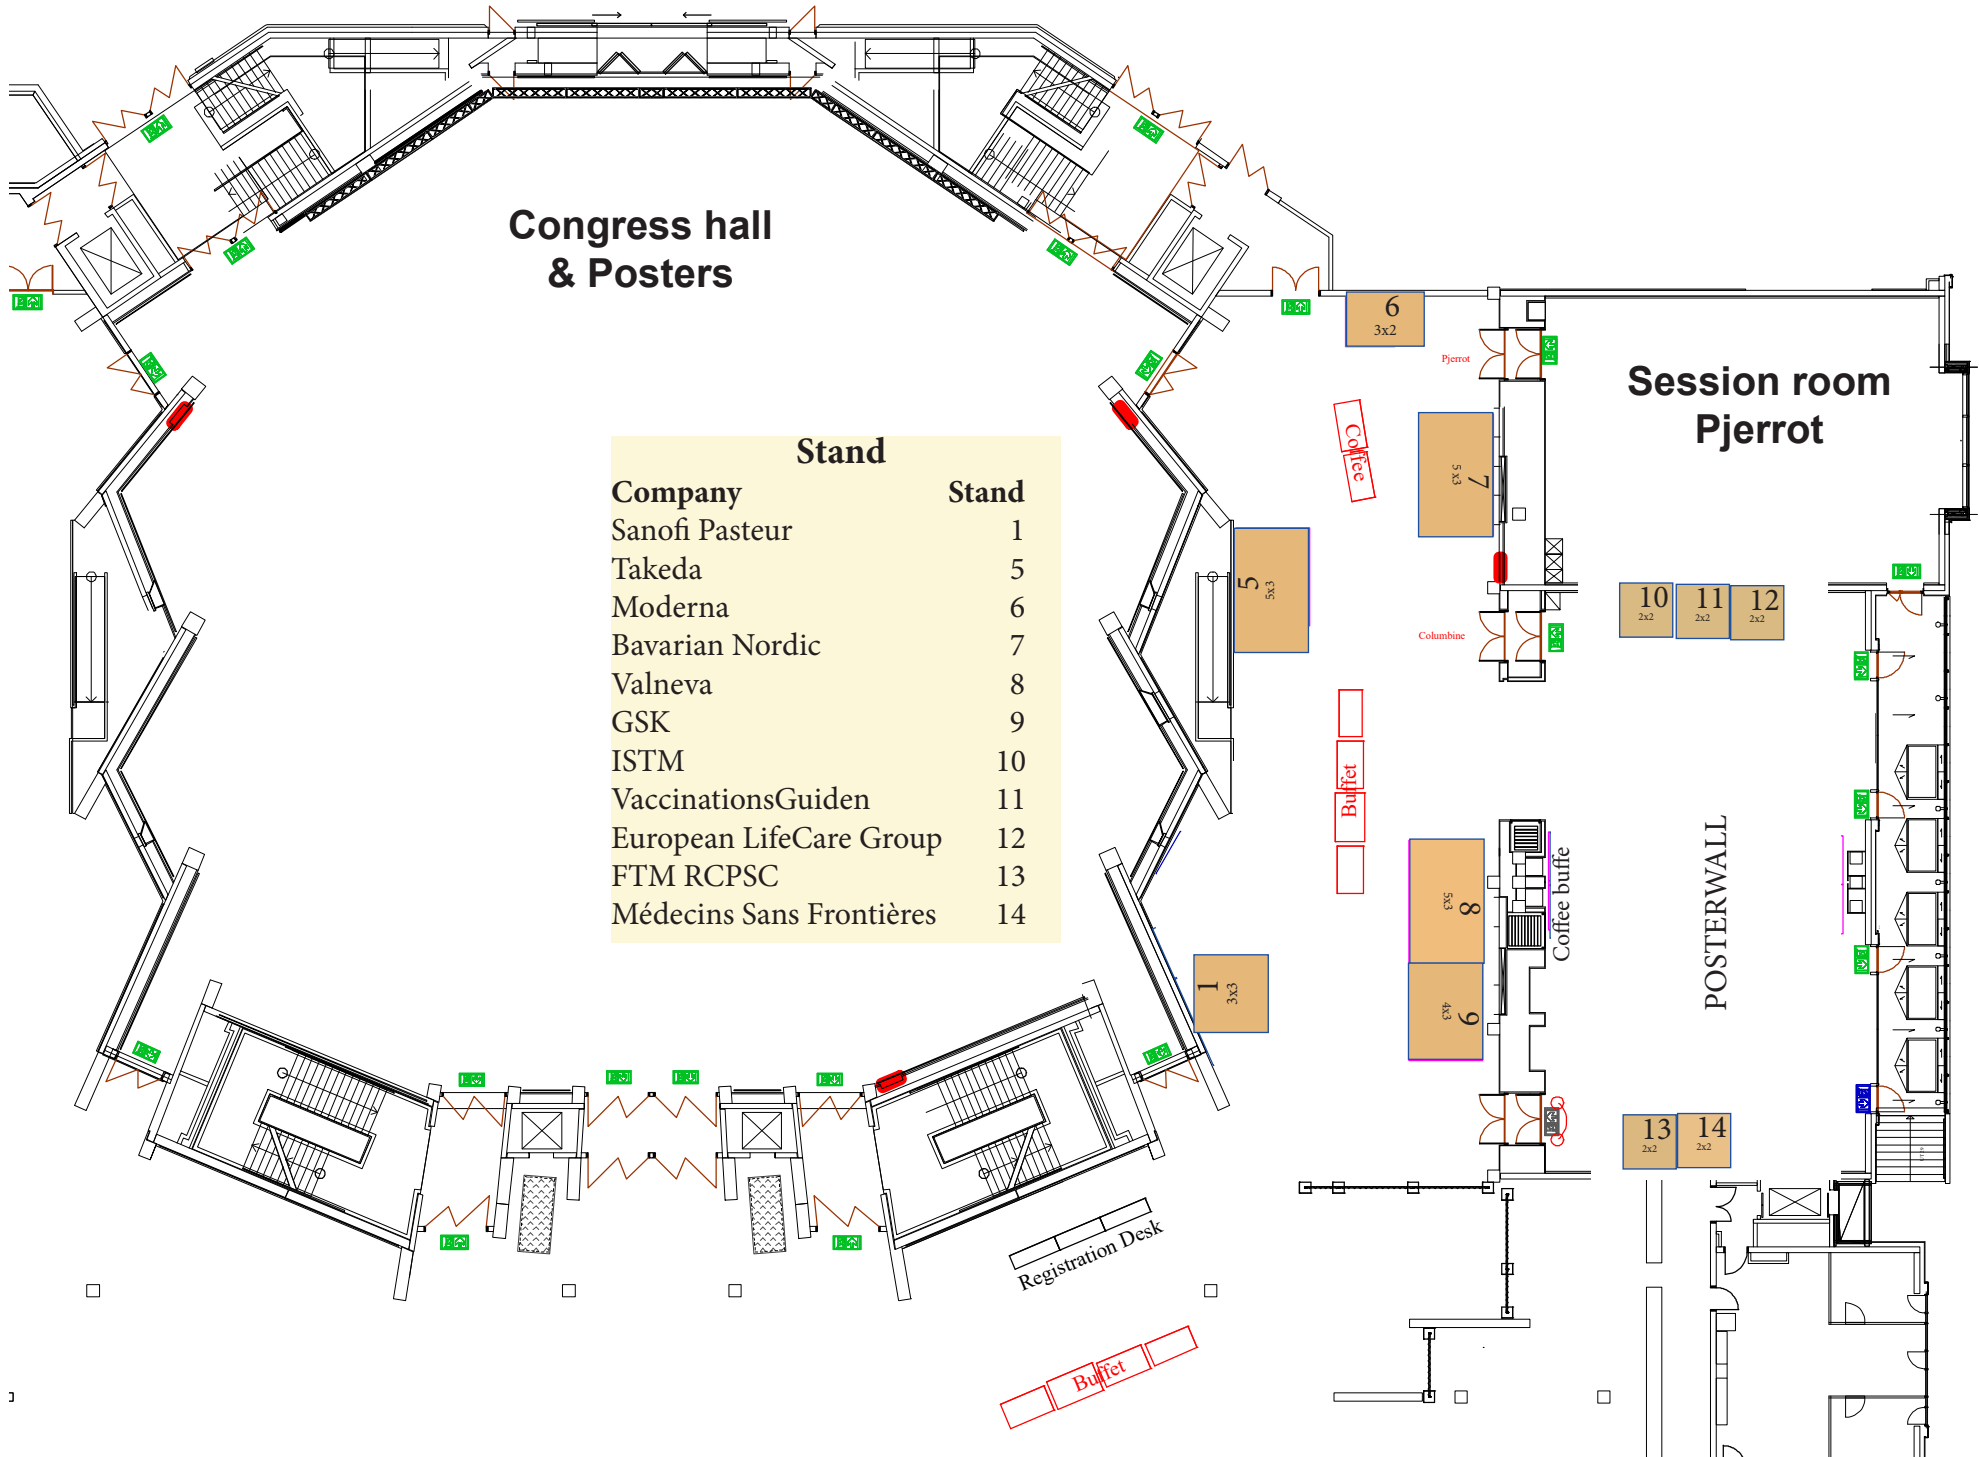 Congress hall
& Posters
6
3x2
Pjerrot
Session room
Pjerrot
Coffee
7
5x3
Stand
Company Stand
Sanofi Pasteur 1
Takeda 5
Moderna 6
Bavarian Nordic 7
Valneva 8
GSK 9
ISTM 10
VaccinationsGuiden 11
European LifeCare Group 12
FTM RCPSC 13
Médecins Sans Frontières 14
5
5x3
10
2x2
11
2x2
12
2x2
Columbine
Buffet
8
5x3
Coffee buffe
POSTERWALL
1
3x3
9
4x3
13
2x2
14
2x2
Registration Desk
Buffet